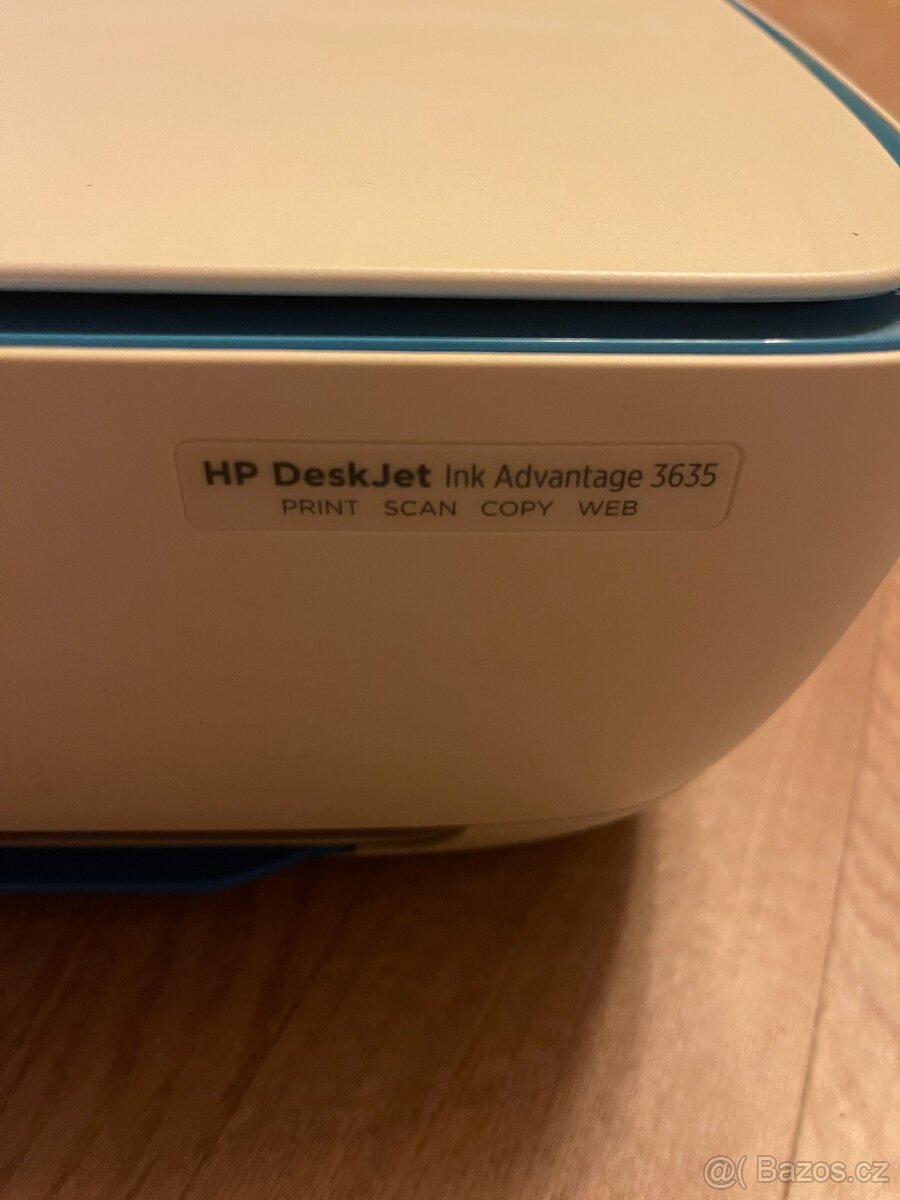 HP DeskJet Ink Advantage 3635
PRINT SCAN COPY WEB
@( Bazos.cz